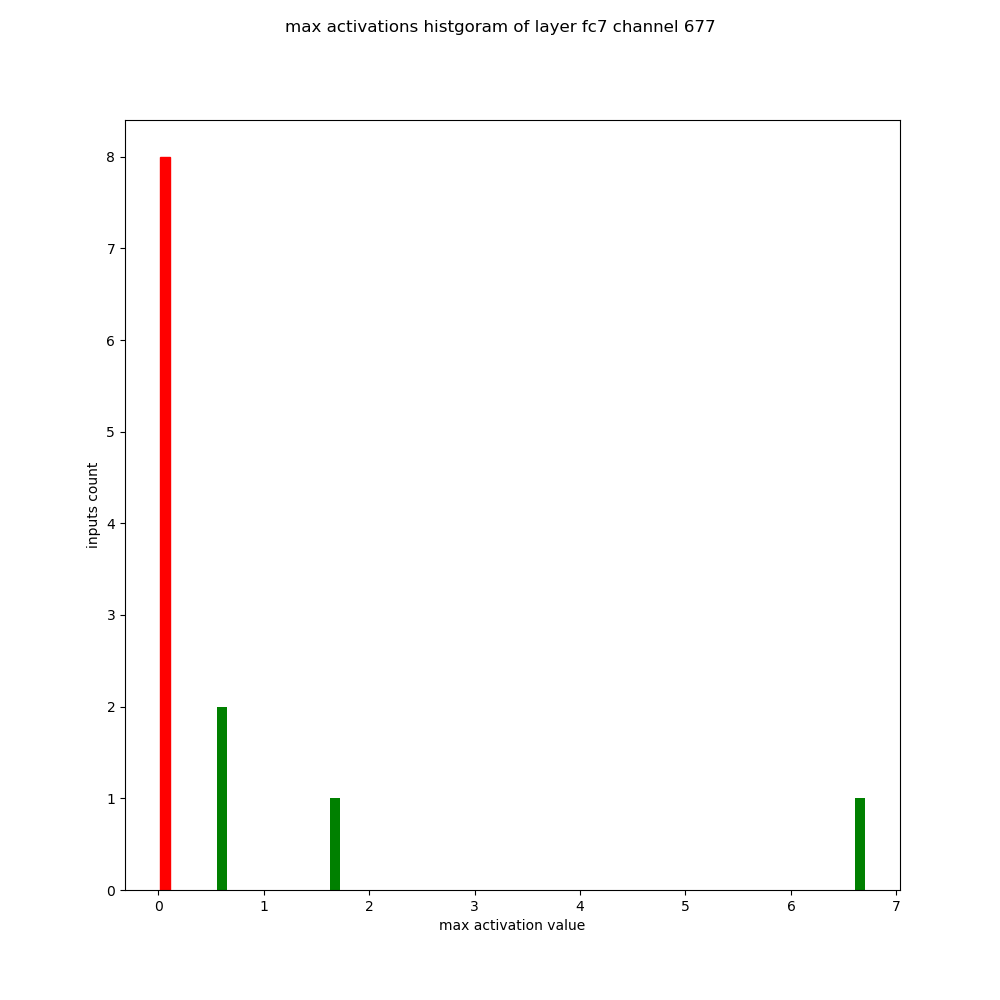 max activations histgoram of layer fc7 channel 677
8
7
6
5
4
3
2
1
0
inputs count
0 1 2 3 4 5 6 7
max activation value